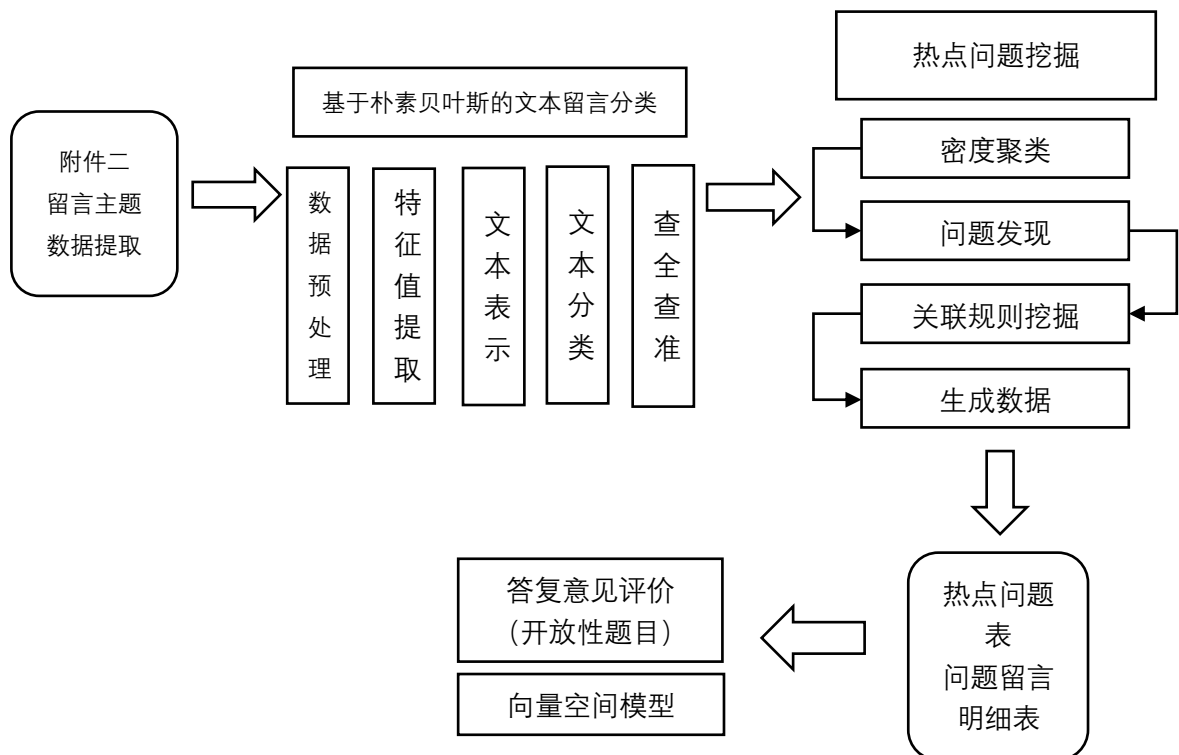 附件二
留言主题
数据提取
基于朴素贝叶斯的文本留言分类
数据预处理
特征值提取
文本表示
文本分类
查全查准
热点问题挖掘
密度聚类
问题发现
关联规则挖掘
生成数据
热点问题
表
问题留言
明细表
答复意见评价
（开放性题目）
向量空间模型